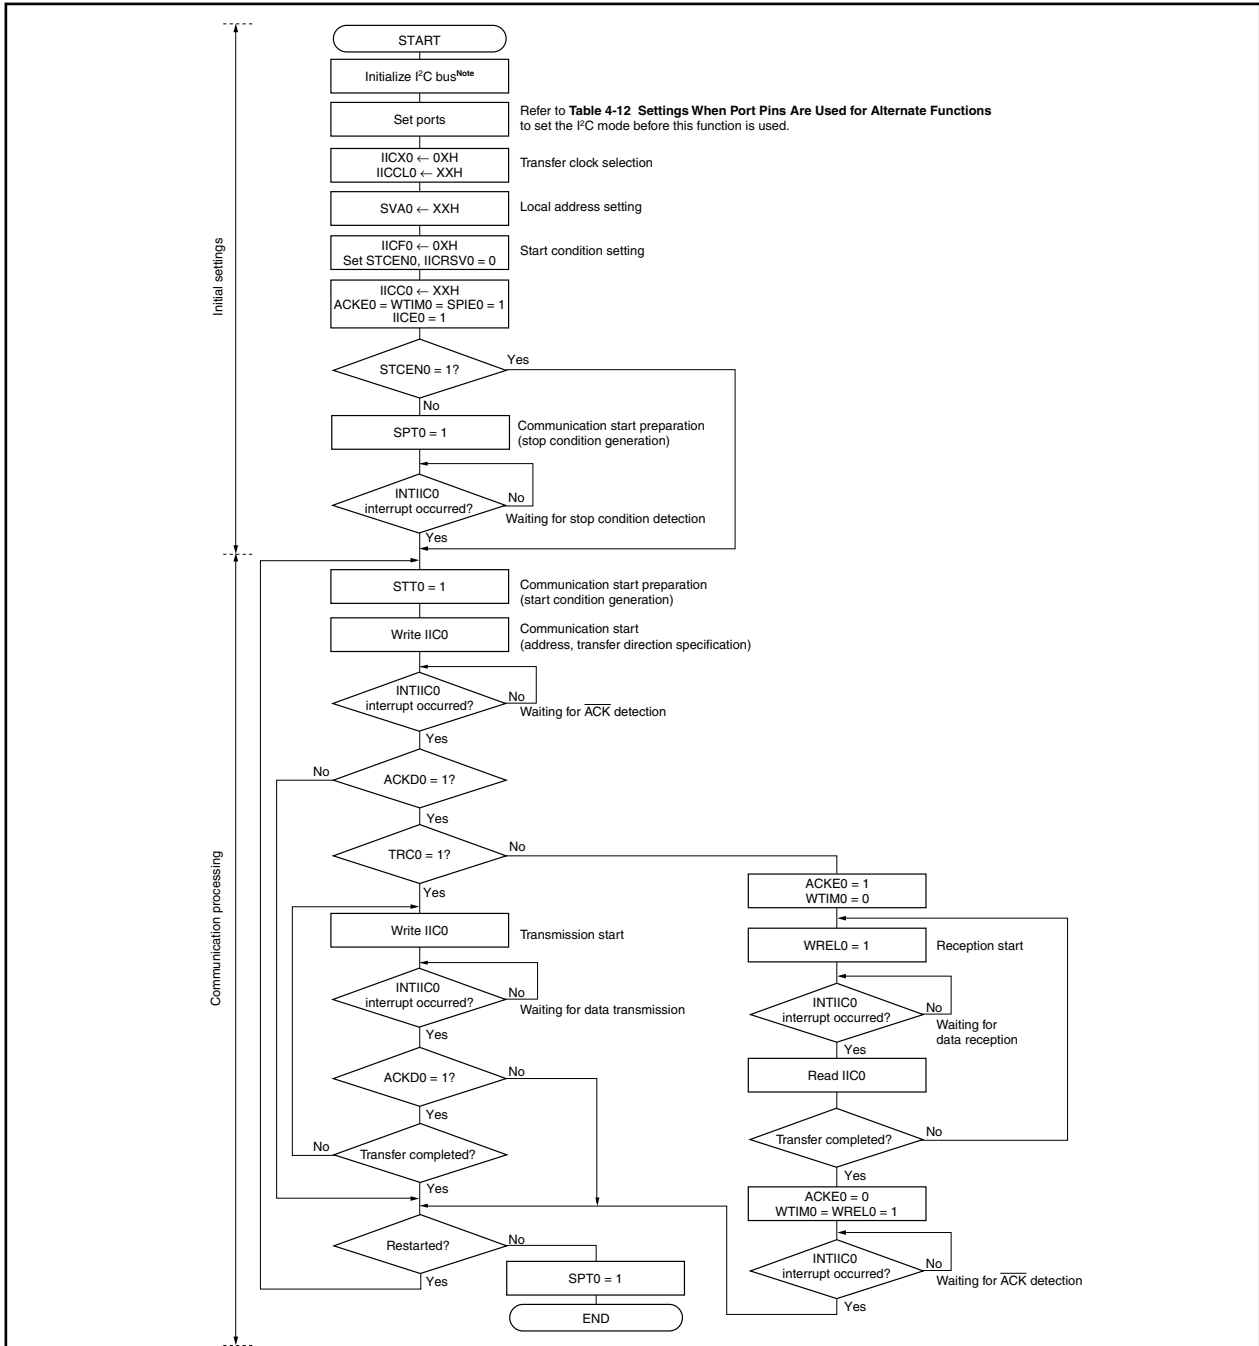 START
Initialize I²C bus Note
Set ports
Refer to Table 4-12 Settings When Port Pins Are Used for Alternate Functions
to set the I²C mode before this function is used.
IICX0 ← 0XH
IICCL0 ← XXH
Transfer clock selection
SVA0 ← XXH
Local address setting
IICF0 ← 0XH
Set STCEN0, IICRSV0 = 0
Start condition setting
IICC0 ← XXH
ACKE0 = WTIM0 = SPIE0 = 1
IICE0 = 1
Initial settings
STCEN0 = 1?
Yes
No
SPT0 = 1
Communication start preparation
(stop condition generation)
INTIIC0
interrupt occurred?
No
Waiting for stop condition detection
Yes
STT0 = 1
Communication start preparation
(start condition generation)
Write IIC0
Communication start
(address, transfer direction specification)
INTIIC0
interrupt occurred?
No
Waiting for ACK detection
Yes
No
ACKD0 = 1?
Yes
TRC0 = 1?
No
Yes
Communication processing
Write IIC0
Transmission start
INTIIC0
interrupt occurred?
No
Waiting for data transmission
Yes
ACKD0 = 1?
No
Yes
No
Transfer completed?
Yes
Restarted?
No
Yes
SPT0 = 1
END
ACKE0 = 1
WTIM0 = 0
WREL0 = 1
Reception start
INTIIC0
interrupt occurred?
No
Waiting for
data reception
Yes
Read IIC0
Transfer completed?
No
Yes
ACKE0 = 0
WTIM0 = WREL0 = 1
INTIIC0
interrupt occurred?
No
Waiting for ACK detection
Yes